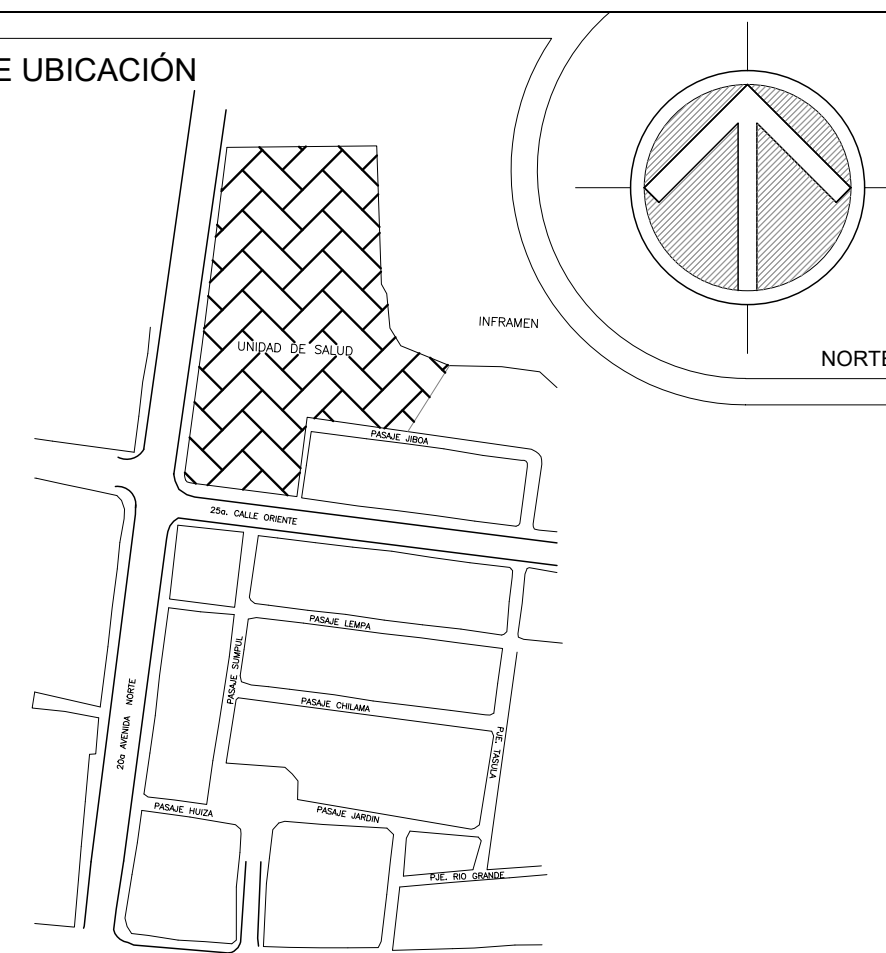 E UBICACIÓN
INFRAMEN
UNIDAD DE SALUD
NORTE
PASAJE JIBOA
25a. CALLE ORIENTE
PASAJE LEMPA
PASAJE SUMPUL
20a AVENIDA NORTE
PASAJE CHILAMA
PJE. TASULA
PASAJE HUIZA
PASAJE JARDIN
PJE. RIO GRANDE